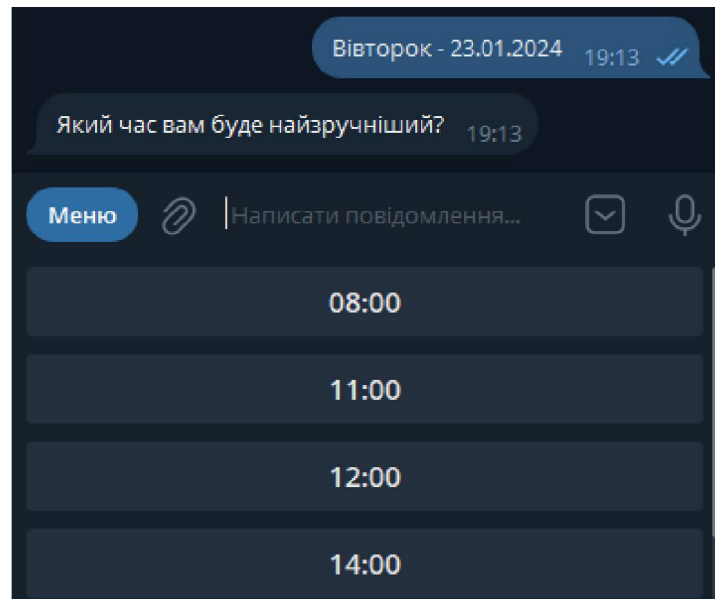 Вівторок - 23.01.2024 19:13
Який час вам буде найзручніший? 19:13
Меню Написати повідомлення...
08:00
11:00
12:00
14:00